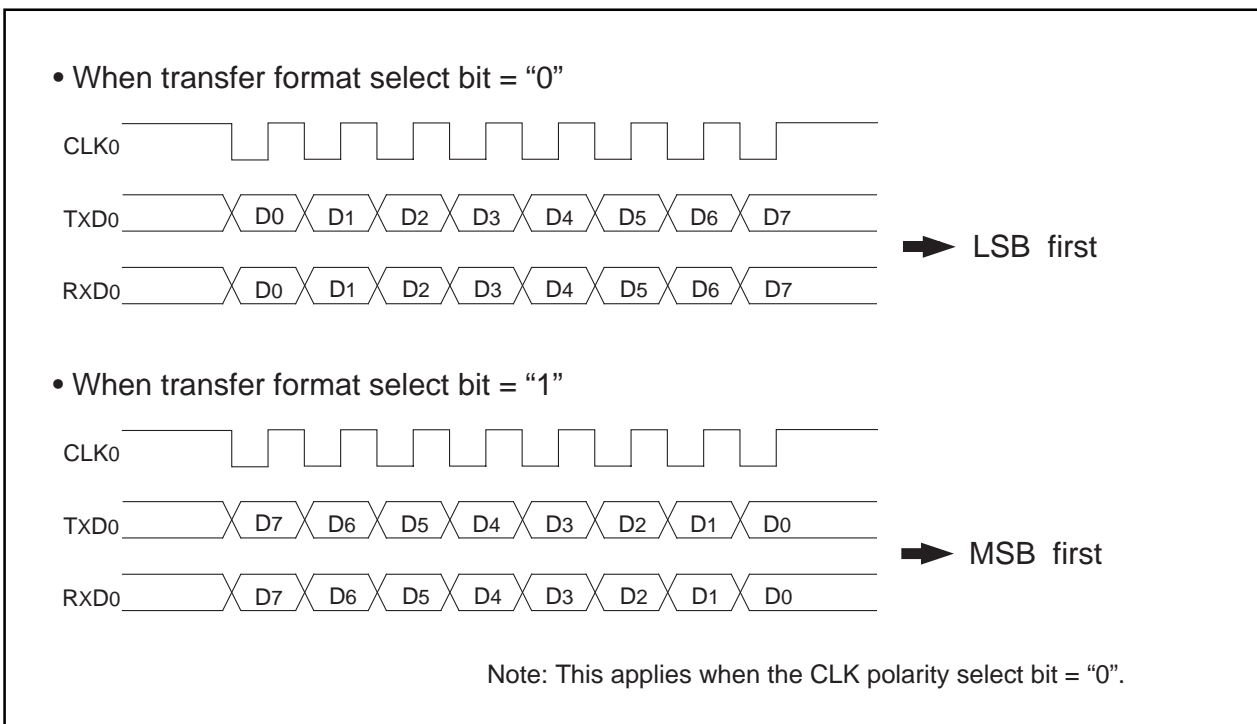 • When transfer format select bit = “0”
CLK0
TXD0 D0 D1 D2 D3 D4 D5 D6 D7
RXD0 D0 D1 D2 D3 D4 D5 D6 D7
LSB first
• When transfer format select bit = “1”
CLK0
TXD0 D7 D6 D5 D4 D3 D2 D1 D0
RXD0 D7 D6 D5 D4 D3 D2 D1 D0
MSB first
Note: This applies when the CLK polarity select bit = “0”.